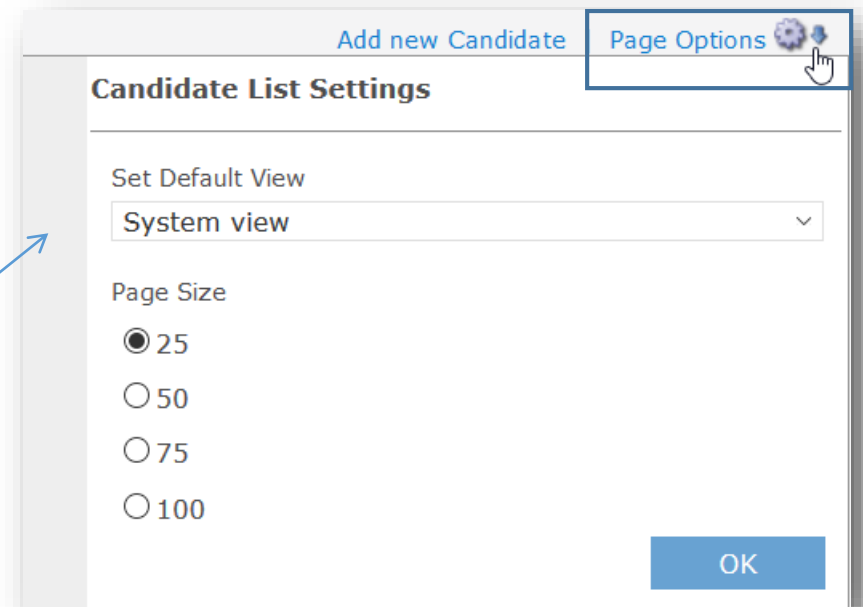 Add new Candidate Page Options
Candidate List Settings
Set Default View
System view
Page Size
25
50
75
100
OK